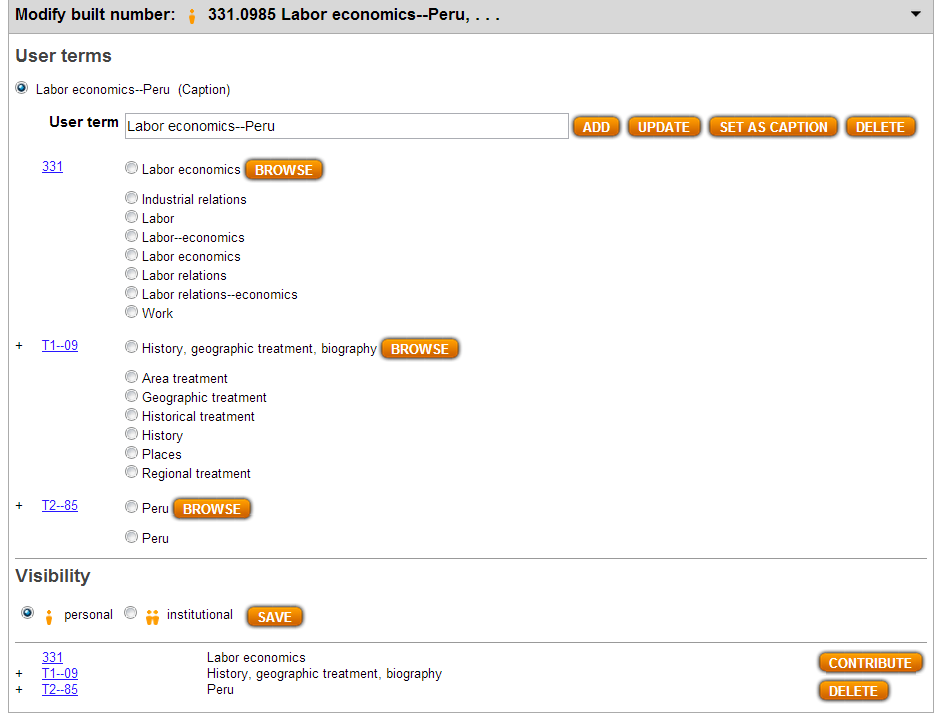 Modify built number: 331.0985 Labor economics--Peru, . . .
User terms
Labor economics--Peru (Caption)
User term Labor economics--Peru ADD UPDATE SET AS CAPTION DELETE
331 Labor economics BROWSE
Industrial relations
Labor
Labor--economics
Labor economics
Labor relations
Labor relations--economics
Work
+ T1--09 History, geographic treatment, biography BROWSE
Area treatment
Geographic treatment
Historical treatment
History
Places
Regional treatment
+ T2--85 Peru BROWSE
Peru
Visibility
personal institutional SAVE
331 Labor economics CONTRIBUTE
+ T1--09 History, geographic treatment, biography
+ T2--85 Peru DELETE